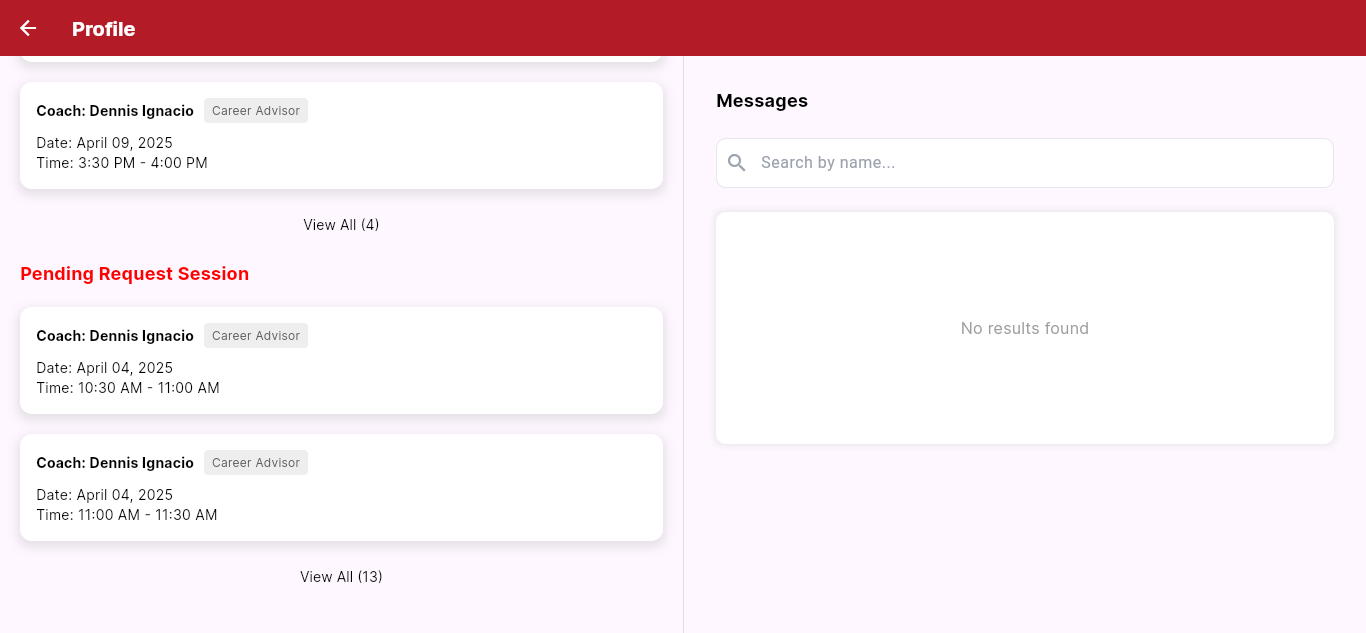 Profile
Coach: Dennis Ignacio Career Advisor
Date: April 09, 2025
Time: 3:30 PM - 4:00 PM
View All (4)
Pending Request Session
Coach: Dennis Ignacio Career Advisor
Date: April 04, 2025
Time: 10:30 AM - 11:00 AM
Coach: Dennis Ignacio Career Advisor
Date: April 04, 2025
Time: 11:00 AM - 11:30 AM
View All (13)
Messages
Search by name...
No results found